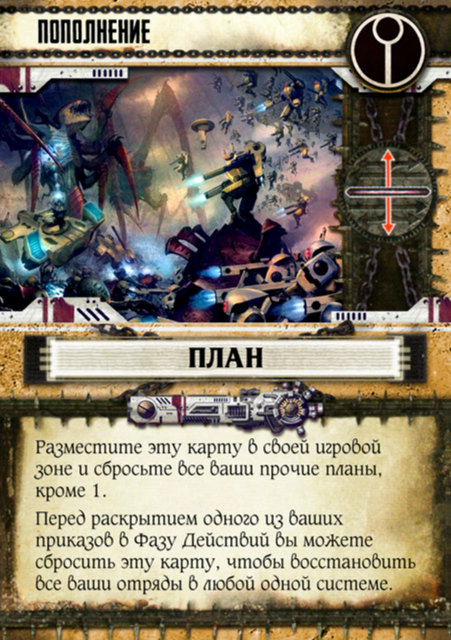 ПОПОЛНЕНИЕ
ПЛАН
Разместите эту карту в своей игровой
зоне и сбросьте все ваши прочие планы,
кроме 1.
Перед раскрытием одного из ваших
приказов в Фазу Действий вы можете
сбросить эту карту, чтобы восстановить
все ваши отряды в любой одной системе.